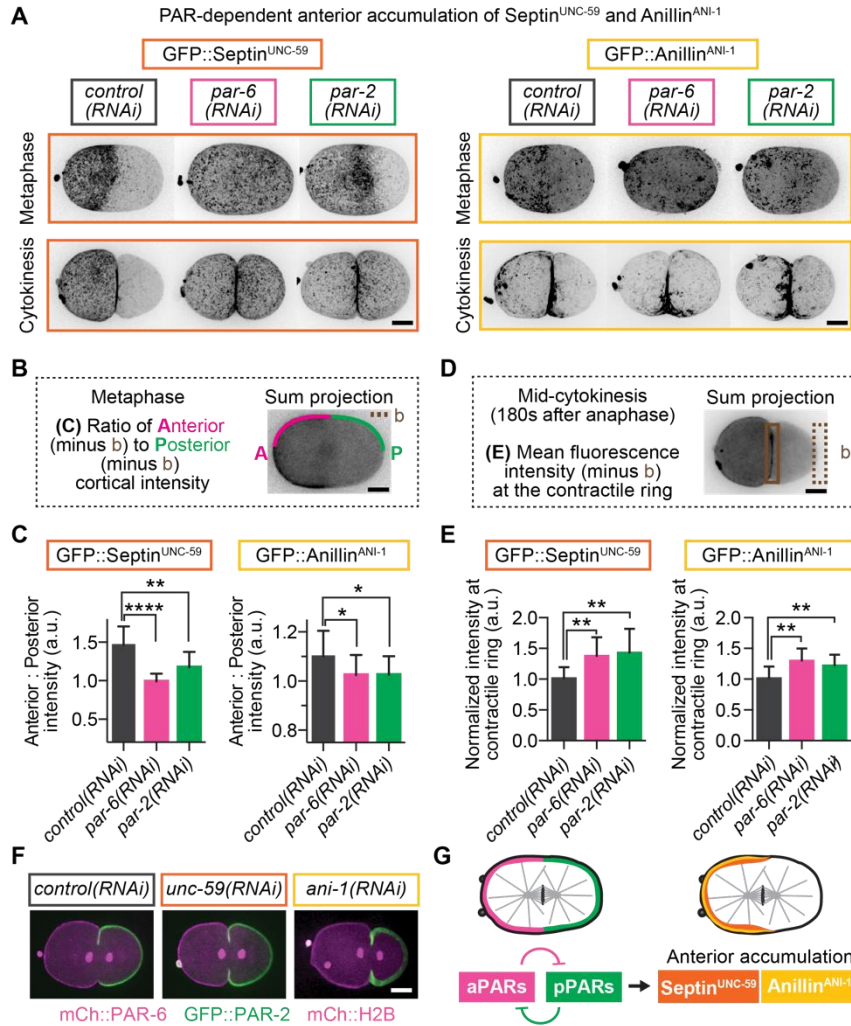 A
PAR-dependent anterior accumulation of Septin^UNC-59 and Anillin^ANI-1
GFP::Septin^UNC-59
GFP::Anillin^ANI-1
control
(RNAi)
par-6
(RNAi)
par-2
(RNAi)
control
(RNAi)
par-6
(RNAi)
par-2
(RNAi)
Metaphase
Cytokinesis
Metaphase
Cytokinesis
B
Metaphase
(C) Ratio of Anterior
(minus b) to Posterior
(minus b)
cortical intensity
Sum projection
b
A
P
D
Mid-cytokinesis
(180s after anaphase)
(E) Mean fluorescence
intensity (minus b)
at the contractile ring
Sum projection
b
C
GFP::Septin^UNC-59
Anterior : Posterior
intensity (a.u.)
1.5
1.0
0.5
**
****
control(RNAi)
par-6(RNAi)
par-2(RNAi)
GFP::Anillin^ANI-1
Anterior : Posterior
intensity (a.u.)
1.2
1.0
0.8
*
*
control(RNAi)
par-6(RNAi)
par-2(RNAi)
E
GFP::Septin^UNC-59
Normalized intensity at
contractile ring (a.u.)
2.0
1.5
1.0
0.5
0.0
**
**
control(RNAi)
par-6(RNAi)
par-2(RNAi)
GFP::Anillin^ANI-1
Normalized intensity at
contractile ring (a.u.)
2.0
1.5
1.0
0.5
0.0
**
**
control(RNAi)
par-6(RNAi)
par-2(RNAi)
F
control(RNAi)
unc-59(RNAi)
ani-1(RNAi)
mCh::PAR-6
GFP::PAR-2
mCh::H2B
G
aPARs
pPARs
Anterior accumulation
Septin^UNC-59
Anillin^ANI-1